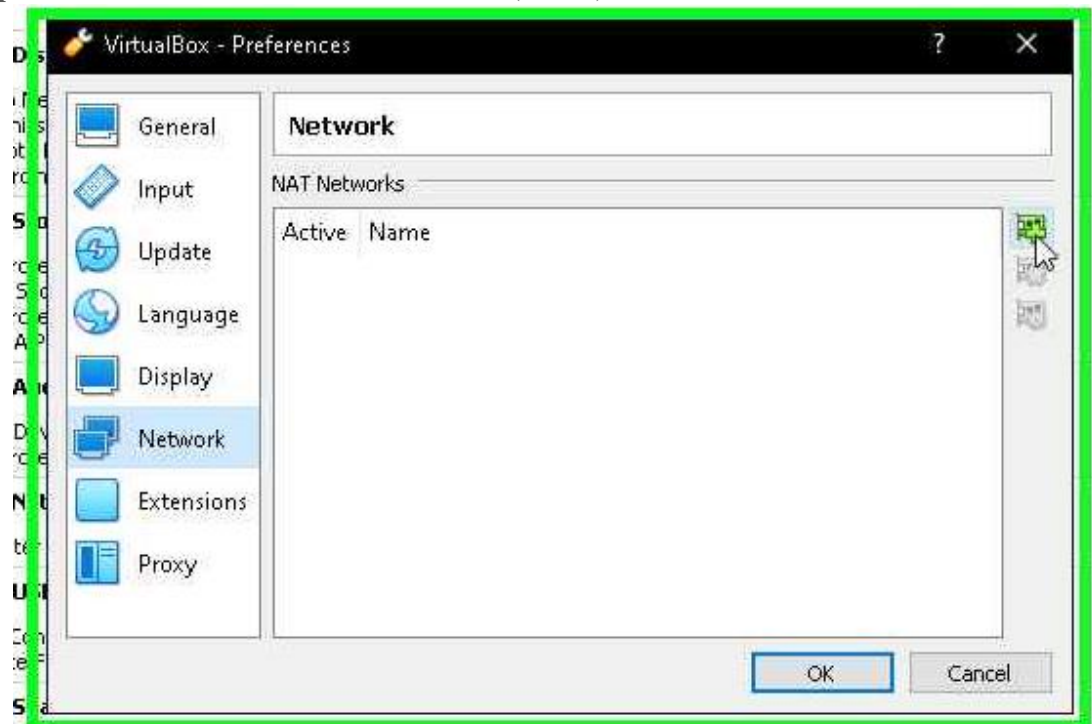 VirtualBox - Preferences
?
General
Input
Update
Language
Display
Network
Extensions
Proxy
Network
NAT Networks
Active Name
OK
Cancel